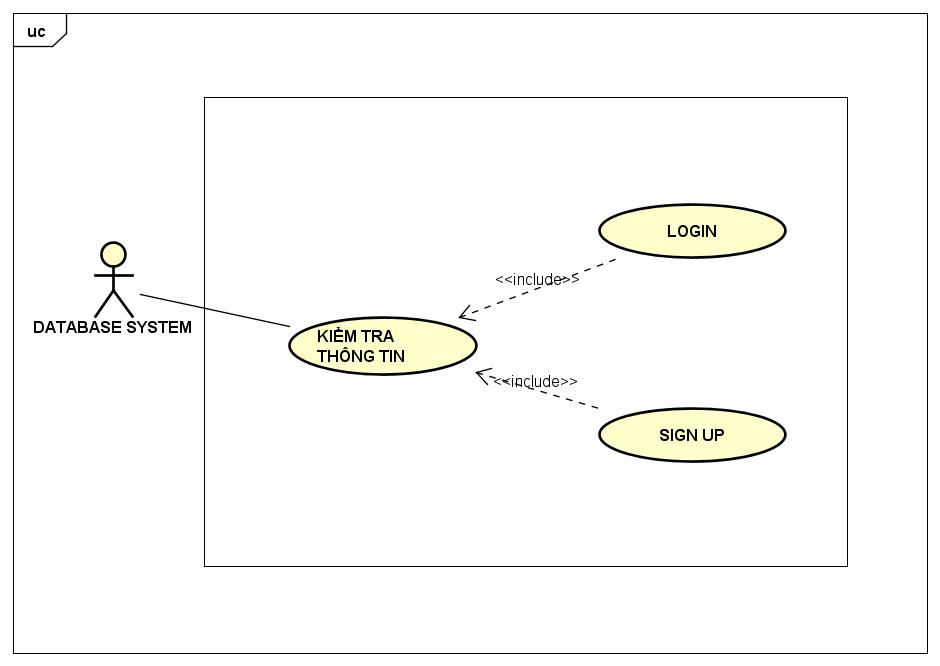 uc
LOGIN
<<include>>
DATABASE SYSTEM
KIỂM TRA
THÔNG TIN
<<include>>
SIGN UP